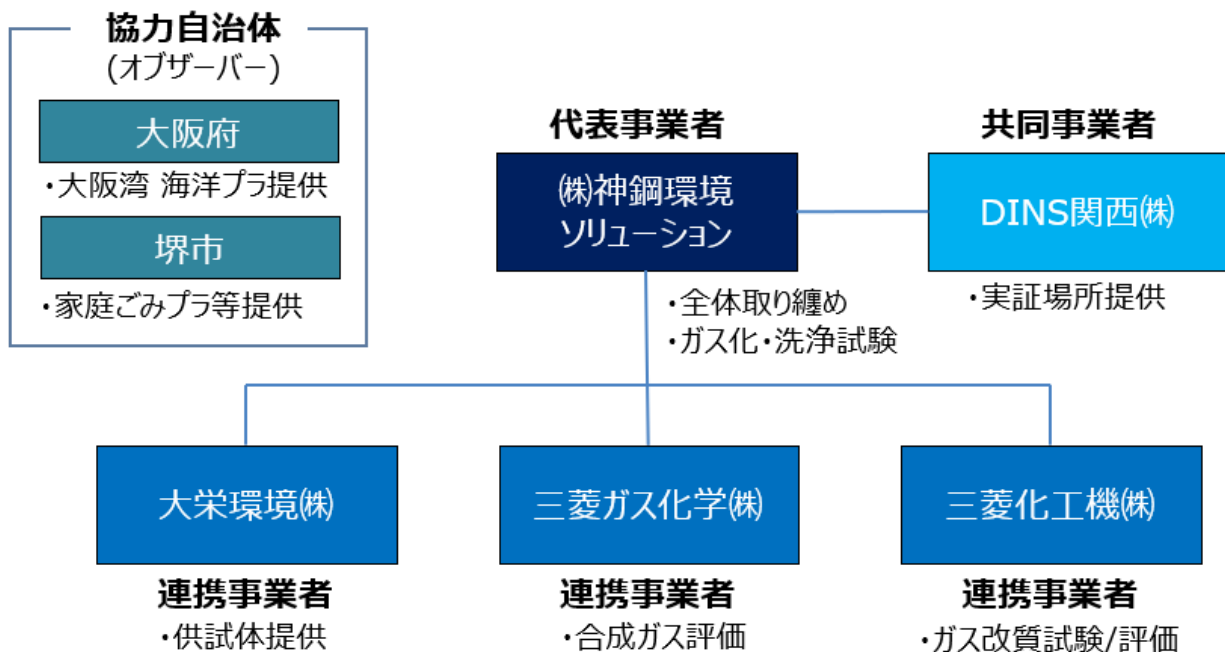 協力自治体
(オブザーバー)
大阪府
・大阪湾 海洋プラ提供
堺市
・家庭ごみプラ等提供
代表事業者
㈱神鋼環境
ソリューション
・全体取り纏め
・ガス化・洗浄試験
共同事業者
DINS関西㈱
・実証場所提供
大栄環境㈱
連携事業者
・供試体提供
三菱ガス化学㈱
連携事業者
・合成ガス評価
三菱化工機㈱
連携事業者
・ガス改質試験/評価